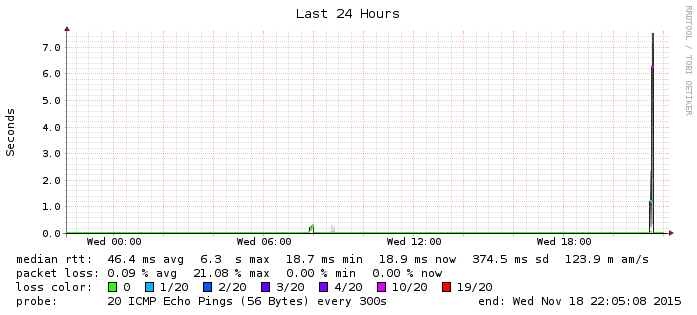 Last 24 Hours
RRDTOOL / TOBI OETIKER
Seconds
7.0
6.0
5.0
4.0
3.0
2.0
1.0
0.0
Wed 00:00 Wed 06:00 Wed 12:00 Wed 18:00
median rtt: 46.4 ms avg 6.3 s max 18.7 ms min 18.9 ms now 374.5 ms sd 123.9 m am/s
packet loss: 0.09 % avg 21.08 % max 0.00 % min 0.00 % now
loss color: 0 1/20 2/20 3/20 4/20 10/20 19/20
probe: 20 ICMP Echo Pings (56 Bytes) every 300s end: Wed Nov 18 22:05:08 2015